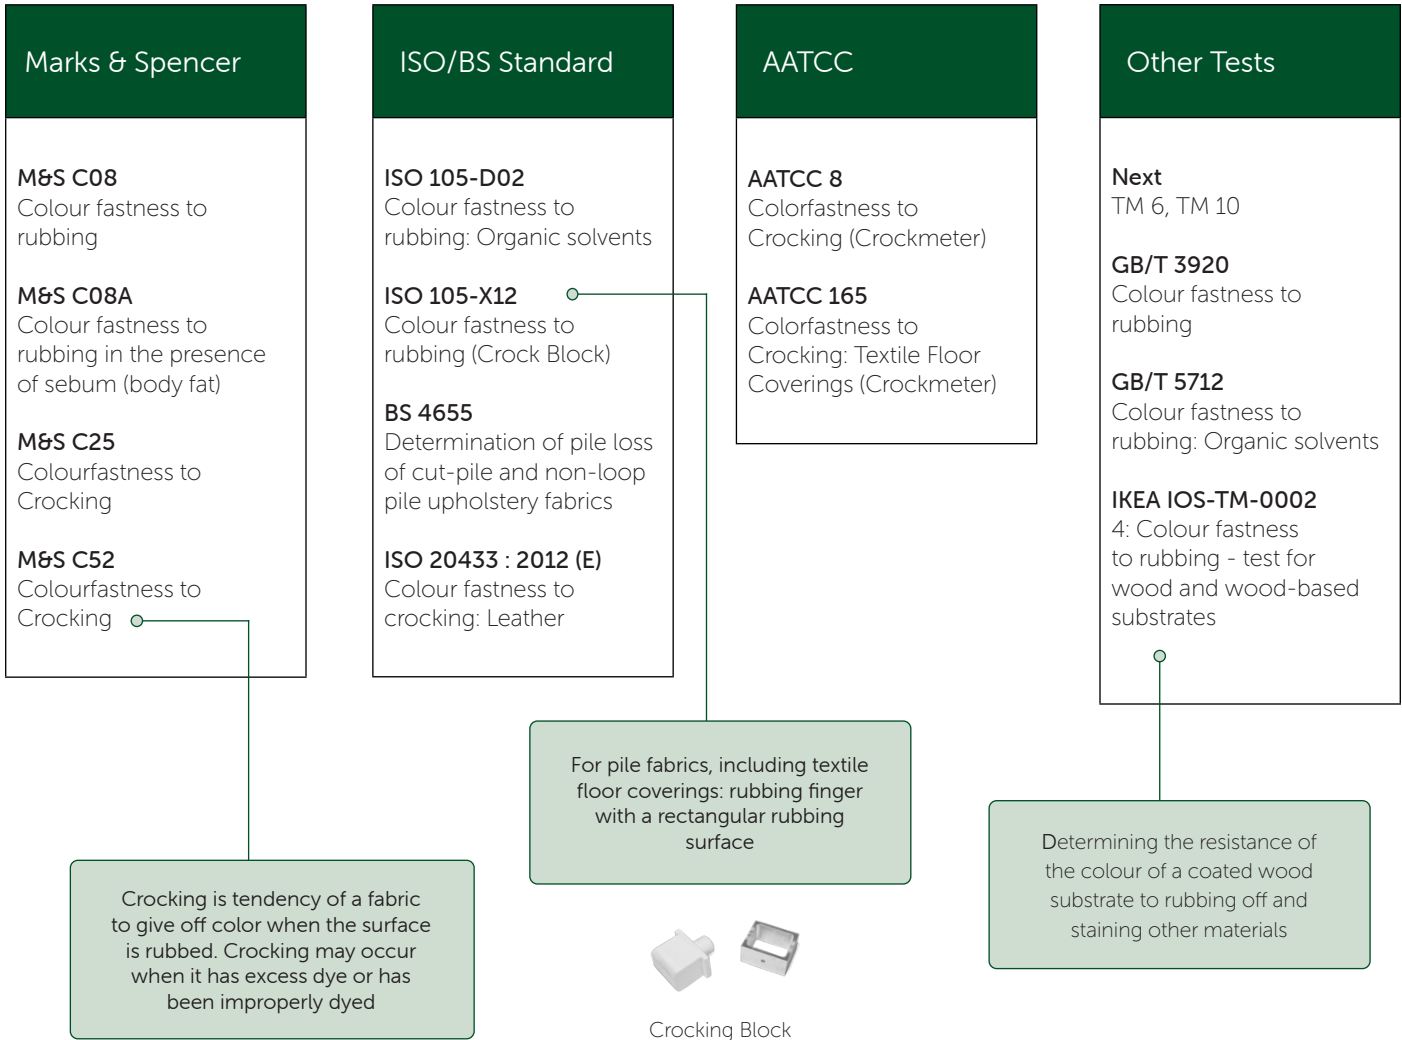 Marks & Spencer
M&S C08
Colour fastness to
rubbing
M&S C08A
Colour fastness to
rubbing in the presence
of sebum (body fat)
M&S C25
Colourfastness to
Crocking
M&S C52
Colourfastness to
Crocking
ISO/BS Standard
ISO 105-D02
Colour fastness to
rubbing: Organic solvents
ISO 105-X12
Colour fastness to
rubbing (Crock Block)
BS 4655
Determination of pile loss
of cut-pile and non-loop
pile upholstery fabrics
ISO 20433 : 2012 (E)
Colour fastness to
crocking: Leather
AATCC
AATCC 8
Colorfastness to
Crocking (Crockmeter)
AATCC 165
Colorfastness to
Crocking: Textile Floor
Coverings (Crockmeter)
Other Tests
Next
TM 6, TM 10
GB/T 3920
Colour fastness to
rubbing
GB/T 5712
Colour fastness to
rubbing: Organic solvents
IKEA IOS-TM-0002
4: Colour fastness
to rubbing - test for
wood and wood-based
substrates
Crocking is tendency of a fabric
to give off color when the surface
is rubbed. Crocking may occur
when it has excess dye or has
been improperly dyed
For pile fabrics, including textile
floor coverings: rubbing finger
with a rectangular rubbing
surface
Crocking Block
Determining the resistance of
the colour of a coated wood
substrate to rubbing off and
staining other materials